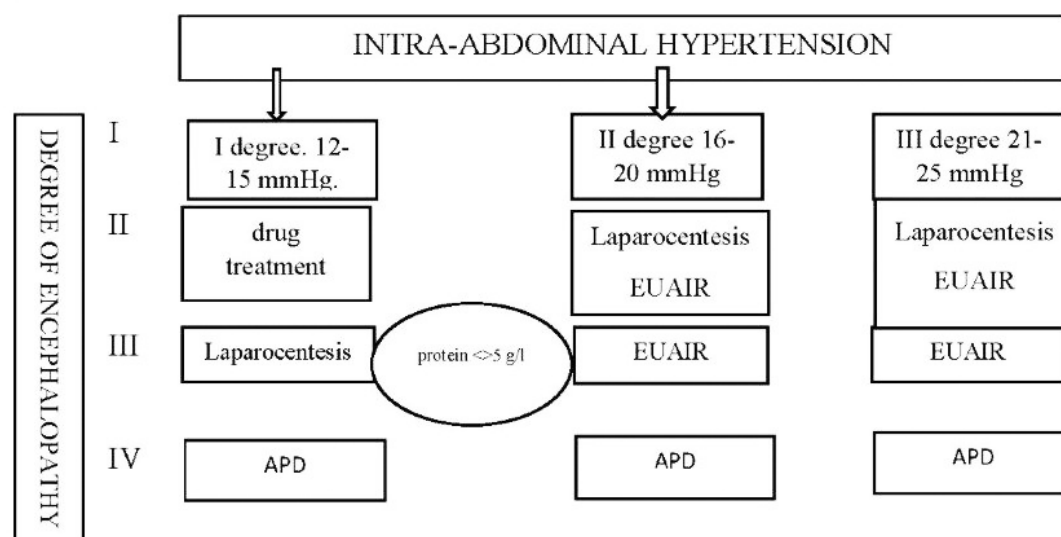 INTRA-ABDOMINAL HYPERTENSION
DEGREE OF ENCEPHALOPATHY
I
I degree. 12-
15 mmHg.
II degree 16-
20 mmHg
III degree 21-
25 mmHg
II
drug
treatment
Laparocentesis
EUAIR
Laparocentesis
EUAIR
III
Laparocentesis
protein <>5 g/l
EUAIR
EUAIR
IV
APD
APD
APD